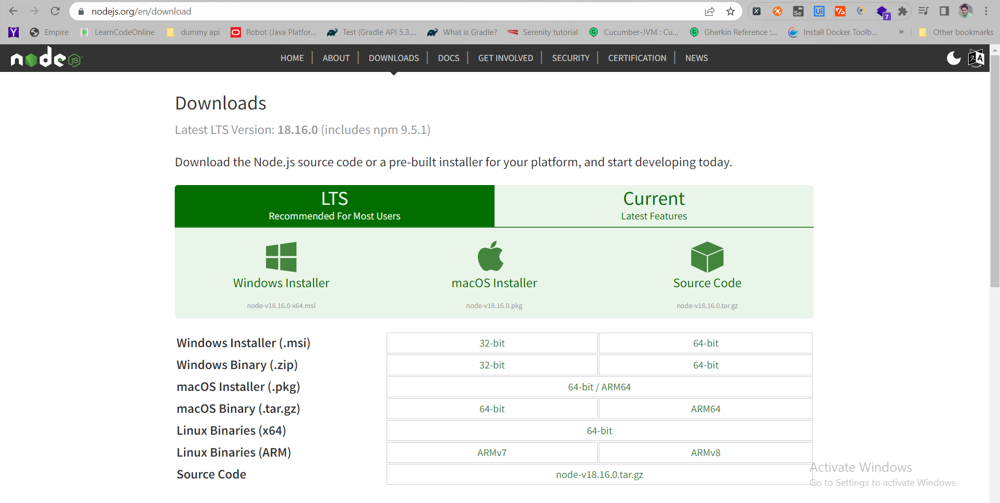 nodejs.org/en/download
7
Empire LearnCodeOnline dummy api Robot (Java Platfor... Test (Gradle API 5.3.... What is Gradle? Serenity tutorial Cucumber-JVM : Cu... Gherkin Reference :... Install Docker Toolb... » Other bookmarks
node JS HOME ABOUT DOWNLOADS DOCS GET INVOLVED SECURITY CERTIFICATION NEWS
Downloads
Latest LTS Version: 18.16.0 (includes npm 9.5.1)
Download the Node.js source code or a pre-built installer for your platform, and start developing today.
LTS Current
Recommended For Most Users Latest Features
Windows Installer macOS Installer Source Code
node-v18.16.0-x64.msi node-v18.16.0.pkg node-v18.16.0.tar.gz
Windows Installer (.msi) 32-bit 64-bit
Windows Binary (.zip) 32-bit 64-bit
macOS Installer (.pkg) 64-bit / ARM64
macOS Binary (.tar.gz) 64-bit ARM64
Linux Binaries (x64) 64-bit
Linux Binaries (ARM) ARMv7 ARMv8
Source Code node-v18.16.0.tar.gz
Activate Windows
Go to Settings to activate Windows.